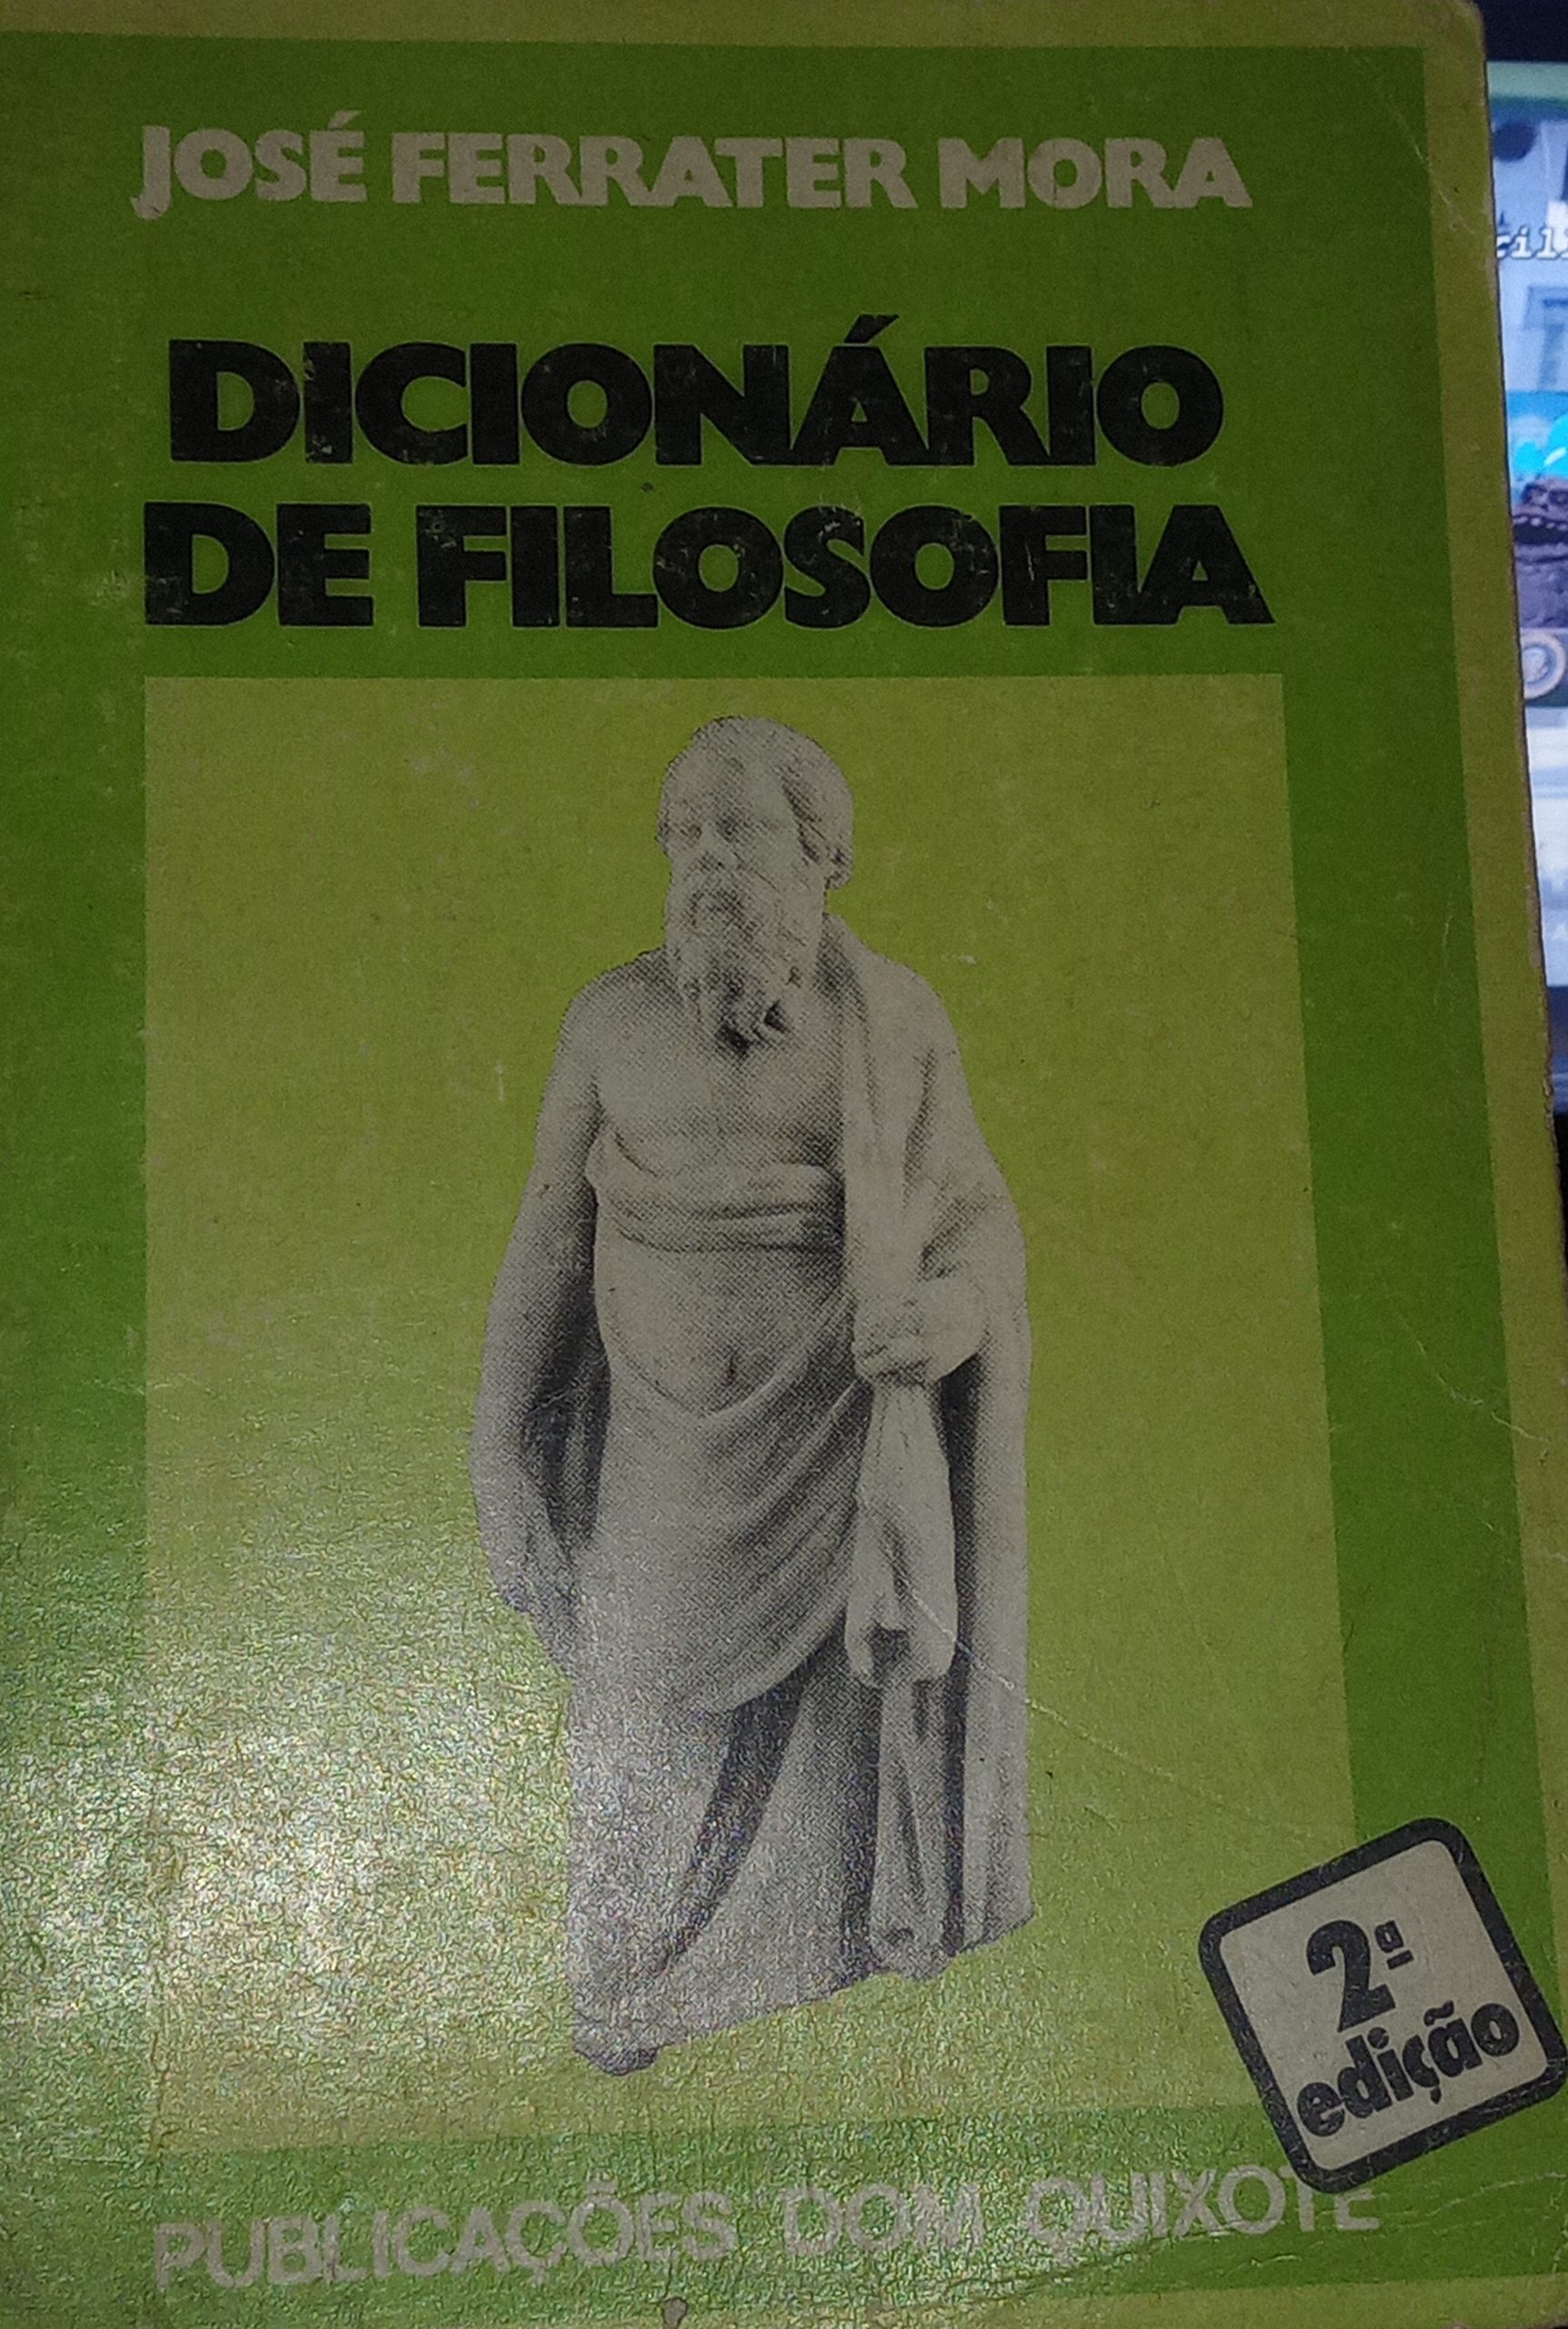 JOSÉ FERRATER MORA
DICIONÁRIO
DE FILOSOFIA
2ª
edição
PUBLICAÇÕES DOM QUIXOTE